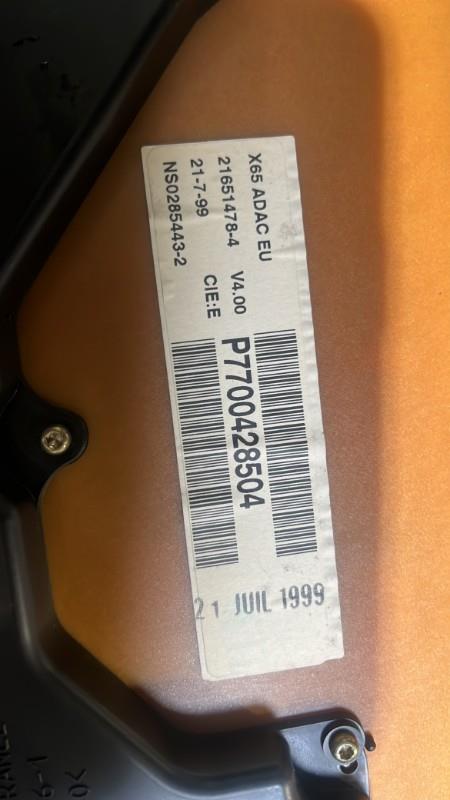 X65 ADAC EU
21651478-4 V4.00
21-7-99 CIE:E
NS0285443-2
P7700428504
21 JUIL 1999